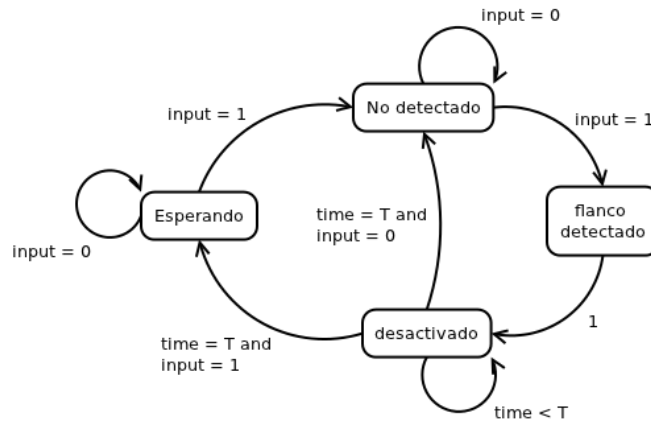 input = 0
No detectado
input = 1
input = 1
Esperando
input = 0
time = T and
input = 0
flanco
detectado
desactivado
1
time = T and
input = 1
time < T